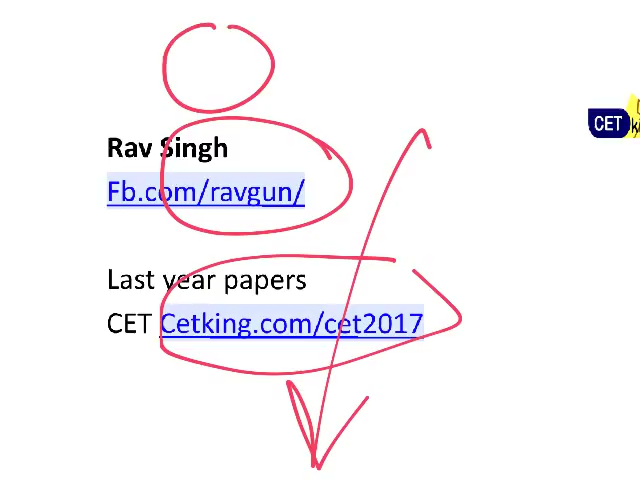 Rav Singh
Fb.com/ravgun/
Last year papers
CET Cetking.com/cet2017
CET